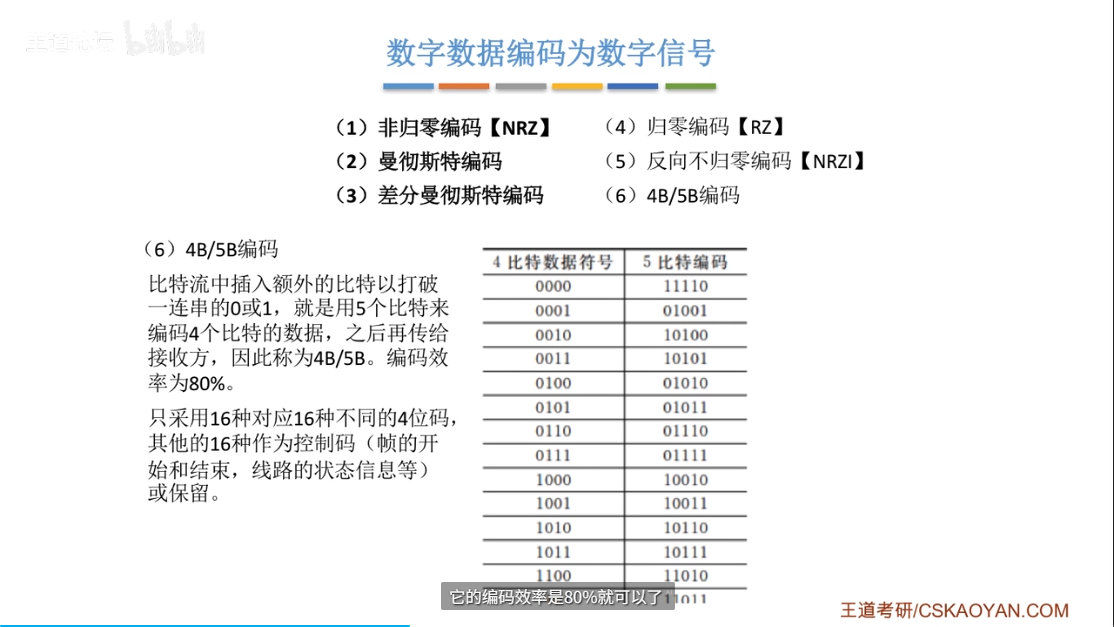 王道论坛 bilibili
数字数据编码为数字信号
（1）非归零编码【NRZ】 （4）归零编码【RZ】
（2）曼彻斯特编码 （5）反向不归零编码【NRZI】
（3）差分曼彻斯特编码 （6）4B/5B编码
（6）4B/5B编码
比特流中插入额外的比特以打破
一连串的0或1，就是用5个比特来
编码4个比特的数据，之后再传给
接收方，因此称为4B/5B。编码效
率为80%。
只采用16种对应16种不同的4位码，
其他的16种作为控制码（帧的开
始和结束，线路的状态信息等）
或保留。
4比特数据符号 5比特编码
0000 11110
0001 01001
0010 10100
0011 10101
0100 01010
0101 01011
0110 01110
0111 01111
1000 10010
1001 10011
1010 10110
1011 10111
1100 11010
11011
它的编码效率是80%就可以了
王道考研/CSKAOYAN.COM